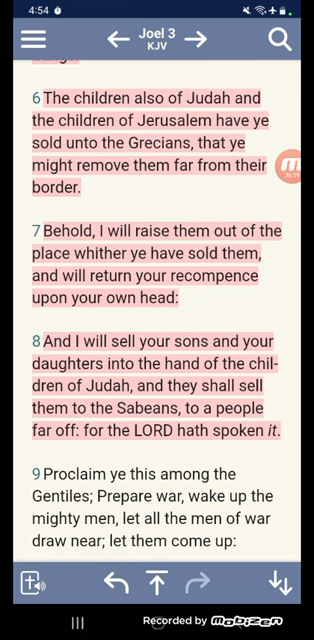 4:54
Joel 3
KJV
6 The children also of Judah and
the children of Jerusalem have ye
sold unto the Grecians, that ye
might remove them far from their
border.
7 Behold, I will raise them out of the
place whither ye have sold them,
and will return your recompence
upon your own head:
8 And I will sell your sons and your
daughters into the hand of the chil-
dren of Judah, and they shall sell
them to the Sabeans, to a people
far off: for the LORD hath spoken it.
9 Proclaim ye this among the
Gentiles; Prepare war, wake up the
mighty men, let all the men of war
draw near; let them come up:
Recorded by mobizen